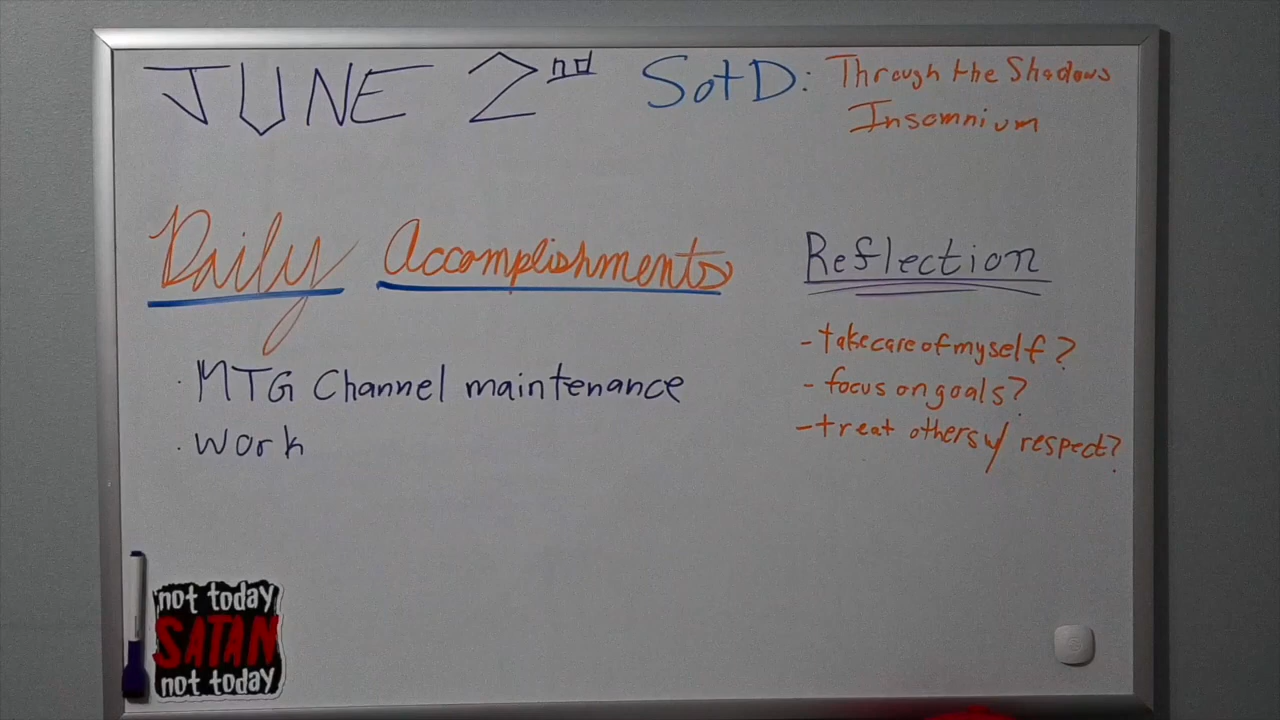 JUNE 2nd
SotD: Through the Shadows
Insomnium
Daily Accomplishments
· MTG Channel maintenance
· Work
Reflection
- take care of myself?
- focus on goals?
- treat others w/ respect?
not today
SATAN
not today